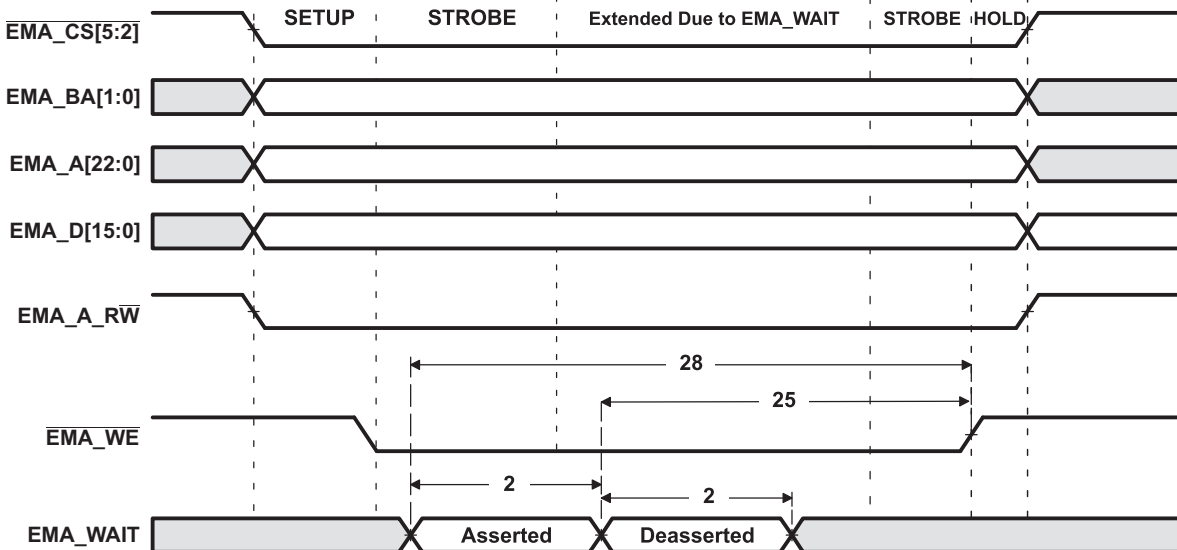 SETUP STROBE Extended Due to EMA_WAIT STROBE HOLD
EMA_CS[5:2]
EMA_BA[1:0]
EMA_A[22:0]
EMA_D[15:0]
EMA_A_RW
28
25
EMA_WE
2
2
EMA_WAIT Asserted Deasserted